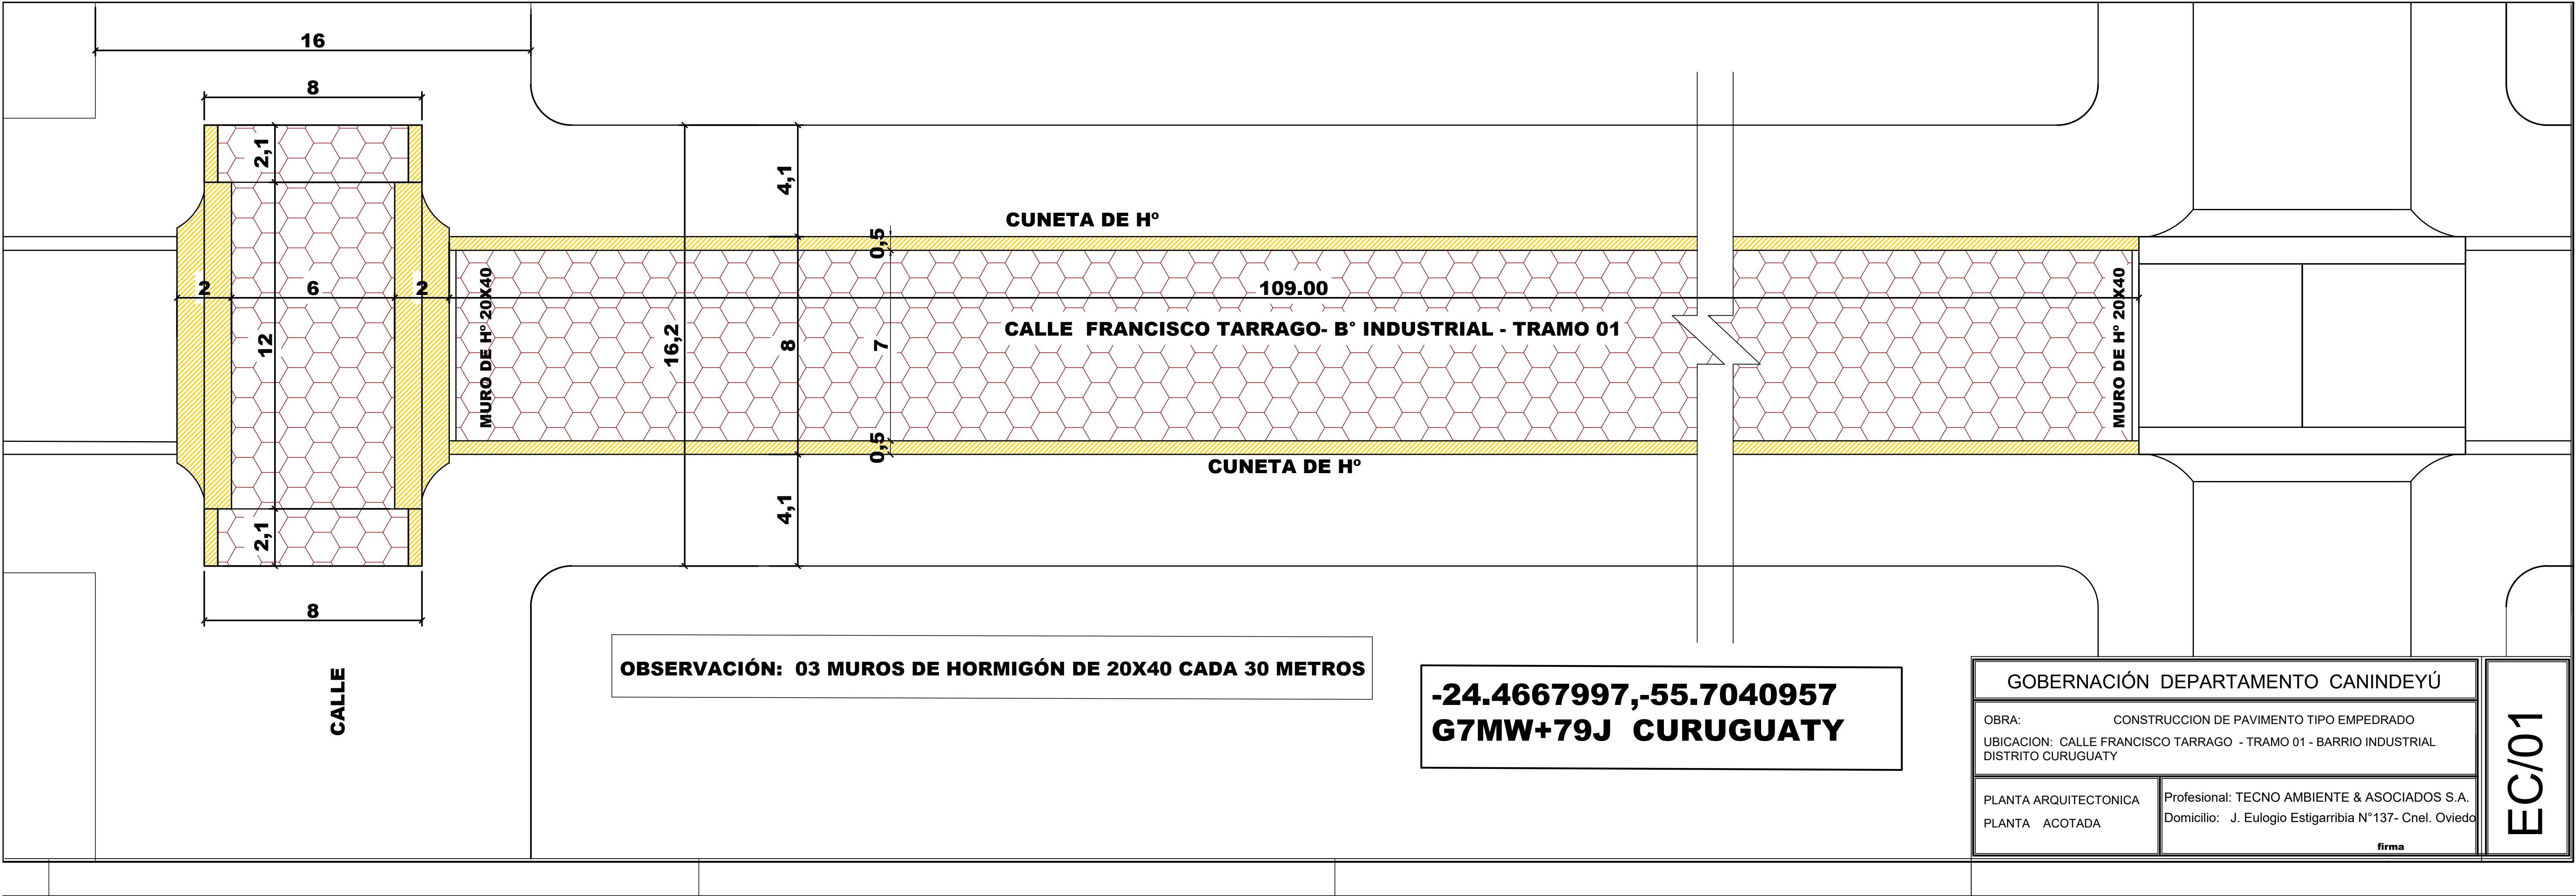 16
8
2,1
4,1
CUNETA DE Hº
0,5
2
6
2
109.00
MURO DE Hº 20X40
MURO DE Hº 20X40
CALLE FRANCISCO TARRAGO- B° INDUSTRIAL - TRAMO 01
12
16,2
8
7
0,5
CUNETA DE Hº
2,1
4,1
8
CALLE
OBSERVACIÓN: 03 MUROS DE HORMIGÓN DE 20X40 CADA 30 METROS
-24.4667997,-55.7040957
G7MW+79J CURUGUATY
GOBERNACIÓN DEPARTAMENTO CANINDEYÚ
OBRA: CONSTRUCCION DE PAVIMENTO TIPO EMPEDRADO
UBICACION: CALLE FRANCISCO TARRAGO - TRAMO 01 - BARRIO INDUSTRIAL
DISTRITO CURUGUATY
PLANTA ARQUITECTONICA
PLANTA ACOTADA
Profesional: TECNO AMBIENTE & ASOCIADOS S.A.
Domicilio: J. Eulogio Estigarribia N°137- Cnel. Oviedo
firma
EC/01